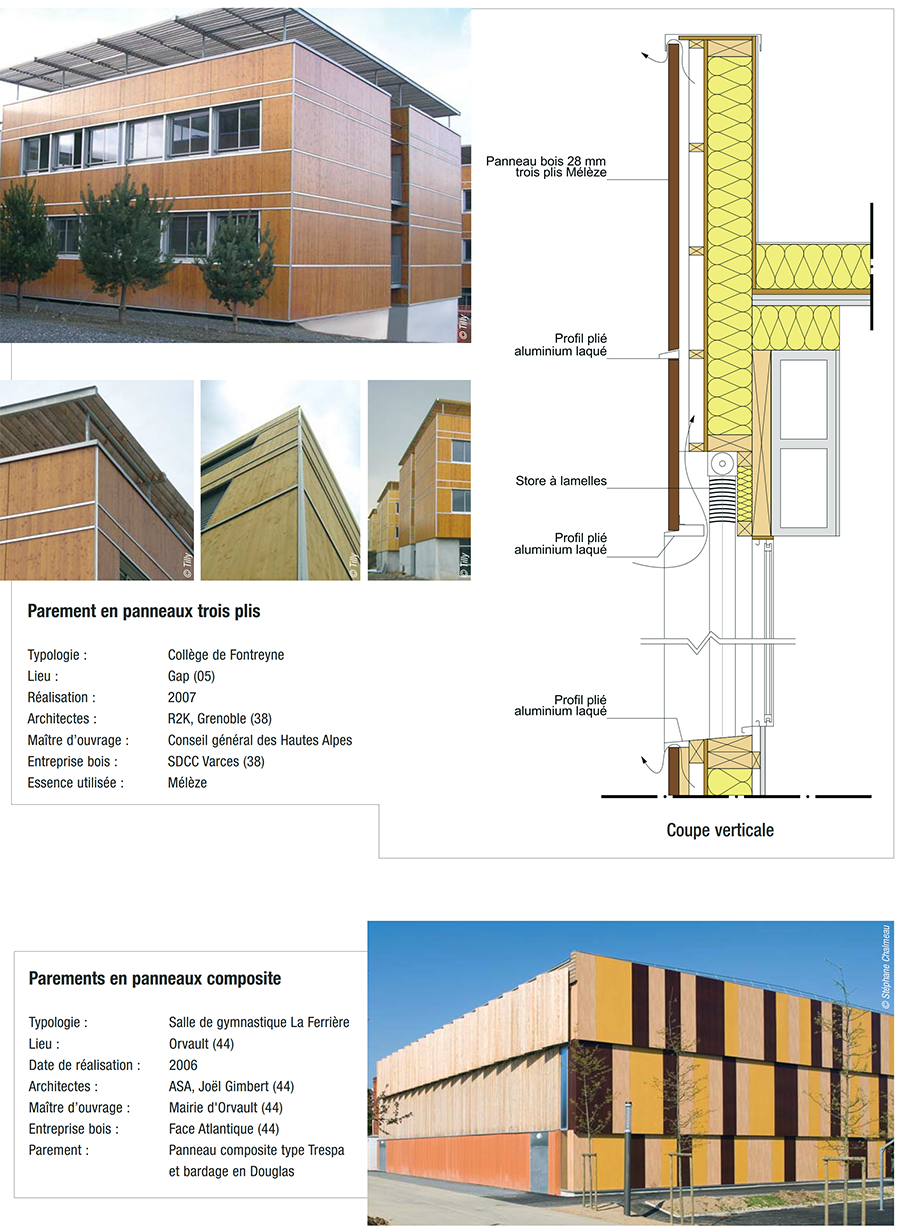 © Tilly
Panneau bois 28 mm
trois plis Mélèze
Profil plié
aluminium laqué
Store à lamelles
Profil plié
aluminium laqué
Profil plié
aluminium laqué
Coupe verticale
© Tilly
© Tilly
© Tilly
Parement en panneaux trois plis
Typologie : Collège de Fontreyne
Lieu : Gap (05)
Réalisation : 2007
Architectes : R2K, Grenoble (38)
Maître d'ouvrage : Conseil général des Hautes Alpes
Entreprise bois : SDCC Varces (38)
Essence utilisée : Mélèze
© Stéphane Chalmeau
Parements en panneaux composite
Typologie : Salle de gymnastique La Ferrière
Lieu : Orvault (44)
Date de réalisation : 2006
Architectes : ASA, Joël Gimbert (44)
Maître d'ouvrage : Mairie d'Orvault (44)
Entreprise bois : Face Atlantique (44)
Parement : Panneau composite type Trespa
et bardage en Douglas